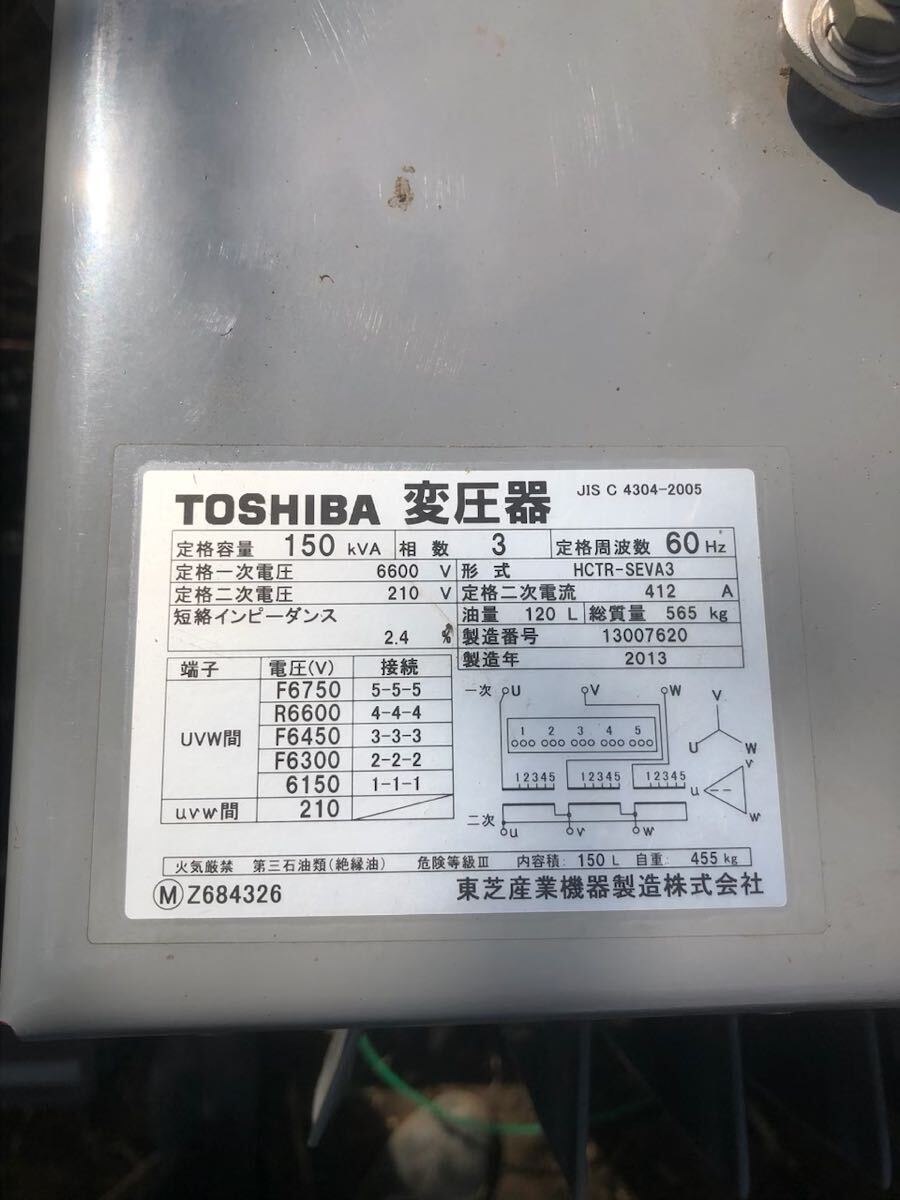 TOSHIBA 変圧器 JIS C 4304-2005
定格容量 150 kVA 相数 3 定格周波数 60 Hz
定格一次電圧 6600 V 形式 HCTR-SEVA3
定格二次電圧 210 V 定格二次電流 412 A
短絡インピーダンス 2.4 % 油量 120 L 総質量 565 kg
製造番号 13007620
製造年 2013
端子 電圧(V) 接続
UVW間 F6750 5-5-5
R6600 4-4-4
F6450 3-3-3
F6300 2-2-2
6150 1-1-1
uvw間 210
一次 U V W
1 2 3 4 5
12345 12345 12345
二次 u v w
V
U W
v
u
w
火気厳禁 第三石油類(絶縁油) 危険等級Ⅲ 内容積: 150 L 自重: 455 kg
Ⓜ Z684326 東芝産業機器製造株式会社